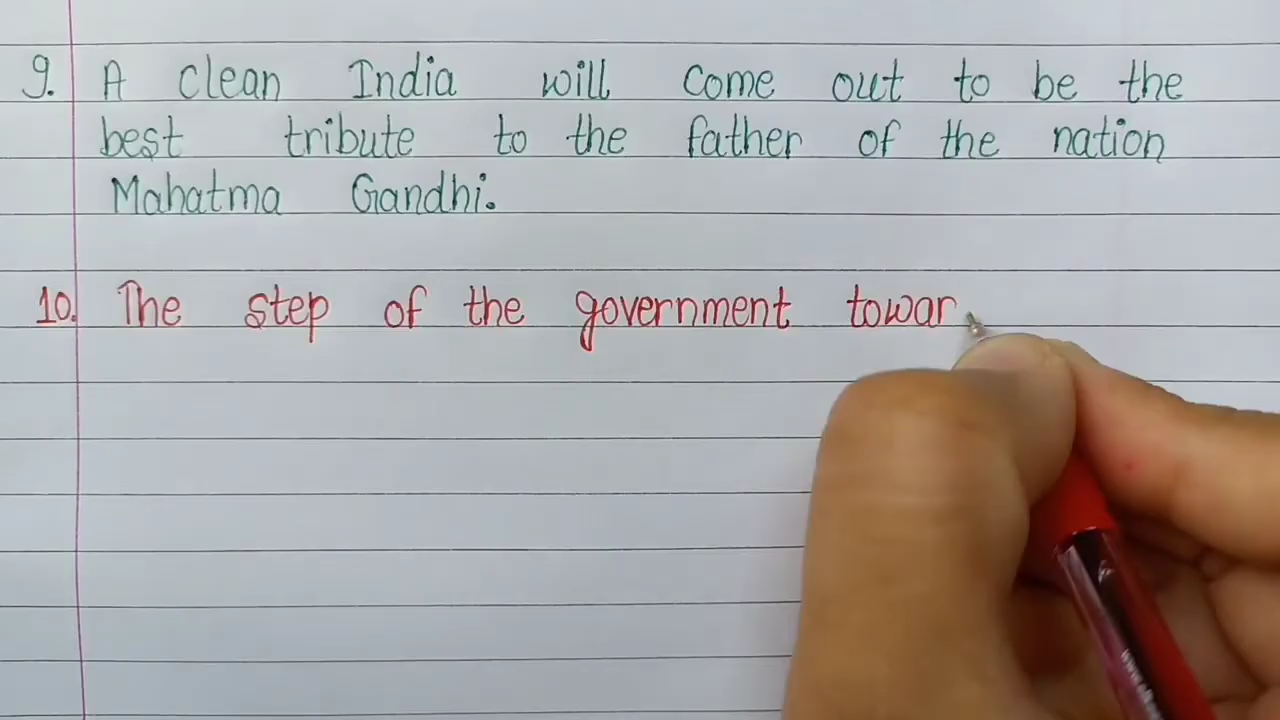 9. A clean India will come out to be the
best tribute to the father of the nation
Mahatma Gandhi.
10. The step of the government towar